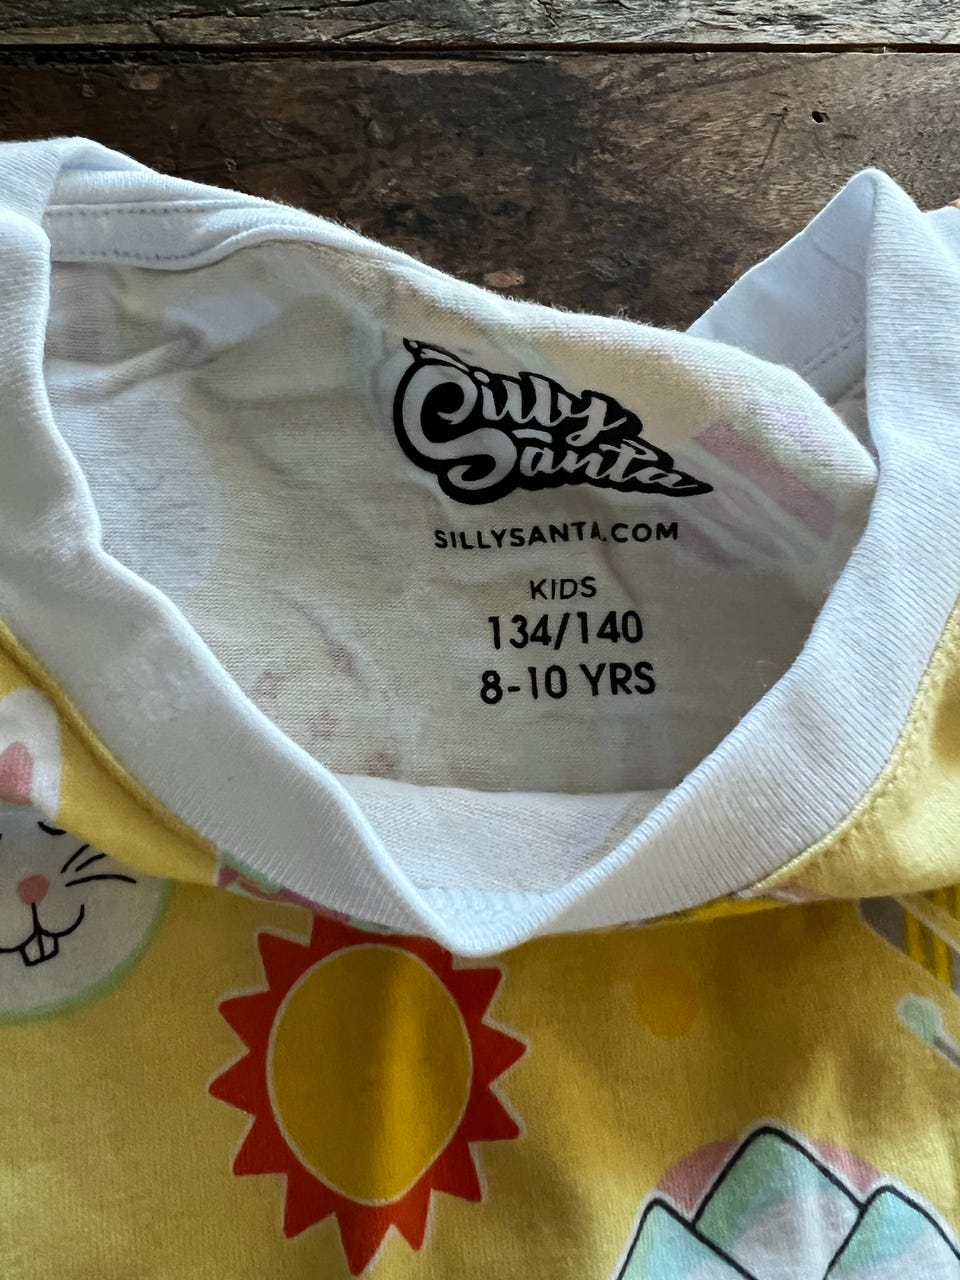 Silly
Santa
SILLYSANTA.COM
KIDS
134/140
8-10 YRS